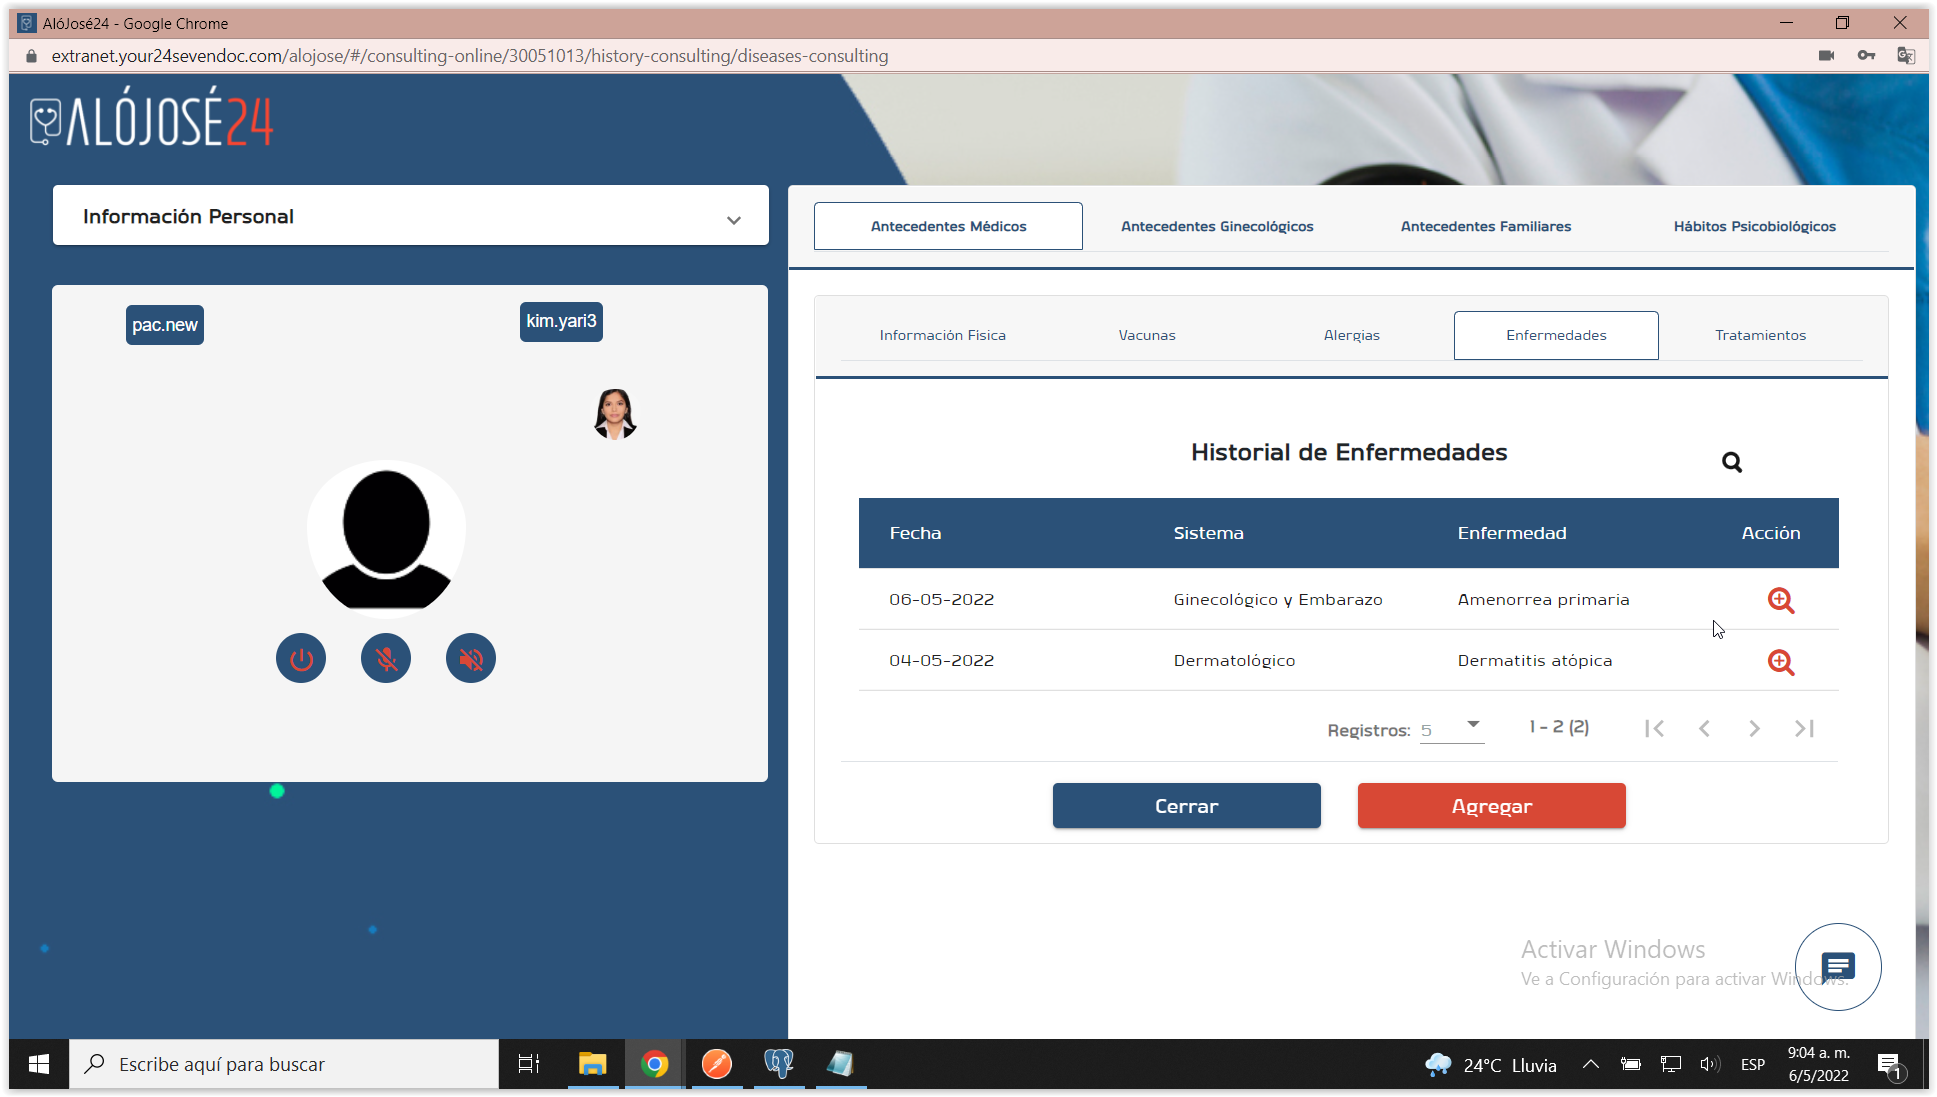 AlóJosé24 - Google Chrome
extranet.your24sevendoc.com/alojose/#/consulting-online/30051013/history-consulting/diseases-consulting
ALÓJOSÉ24
Información Personal
pac.new
kim.yari3
Antecedentes Médicos
Antecedentes Ginecológicos
Antecedentes Familiares
Hábitos Psicobiológicos
Información Fisica
Vacunas
Alergias
Enfermedades
Tratamientos
Historial de Enfermedades
Fecha Sistema Enfermedad Acción
06-05-2022 Ginecológico y Embarazo Amenorrea primaria
04-05-2022 Dermatológico Dermatitis atópica
Registros: 5 1 - 2 (2)
Cerrar
Agregar
Activar Windows
Ve a Configuración para activar Windows.
Escribe aquí para buscar
24°C Lluvia
ESP
9:04 a. m.
6/5/2022
1